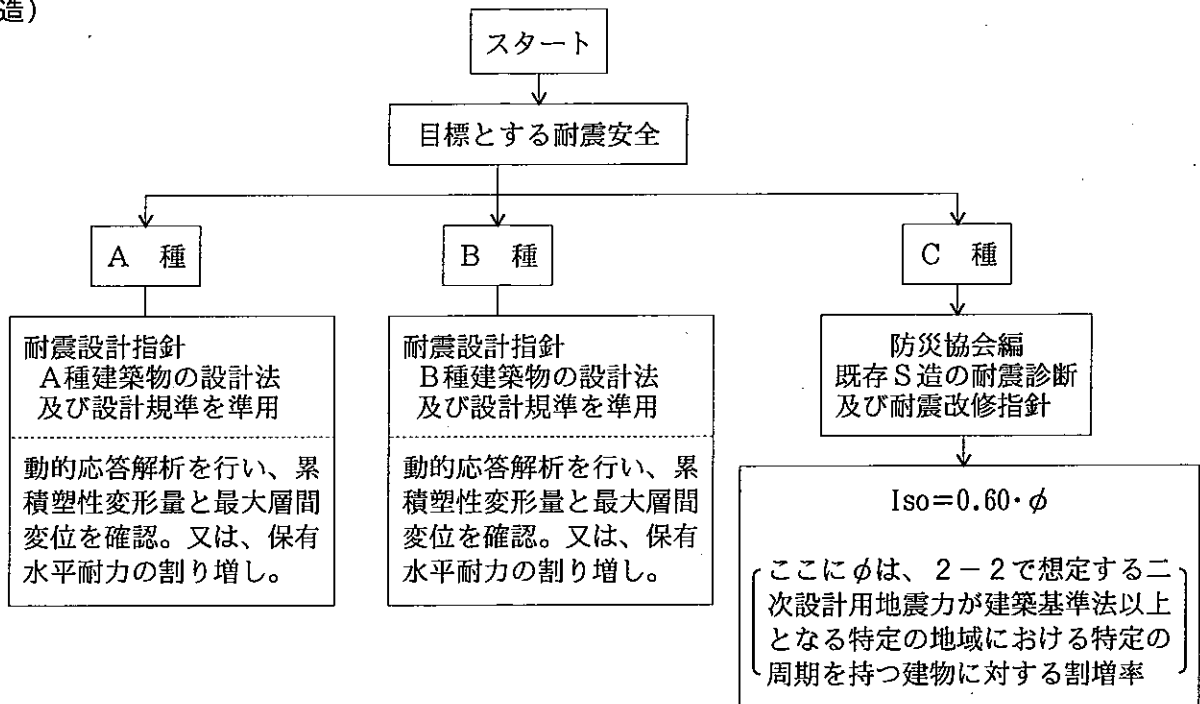 造）
スタート
目標とする耐震安全
A　種
B　種
C　種
耐震設計指針
A種建築物の設計法
及び設計規準を準用
動的応答解析を行い、累
積塑性変形量と最大層間
変位を確認。又は、保有
水平耐力の割り増し。
耐震設計指針
B種建築物の設計法
及び設計規準を準用
動的応答解析を行い、累
積塑性変形量と最大層間
変位を確認。又は、保有
水平耐力の割り増し。
防災協会編
既存S造の耐震診断
及び耐震改修指針
Iso＝0.60·φ
ここにφは、２－２で想定する二
次設計用地震力が建築基準法以上
となる特定の地域における特定の
周期を持つ建物に対する割増率